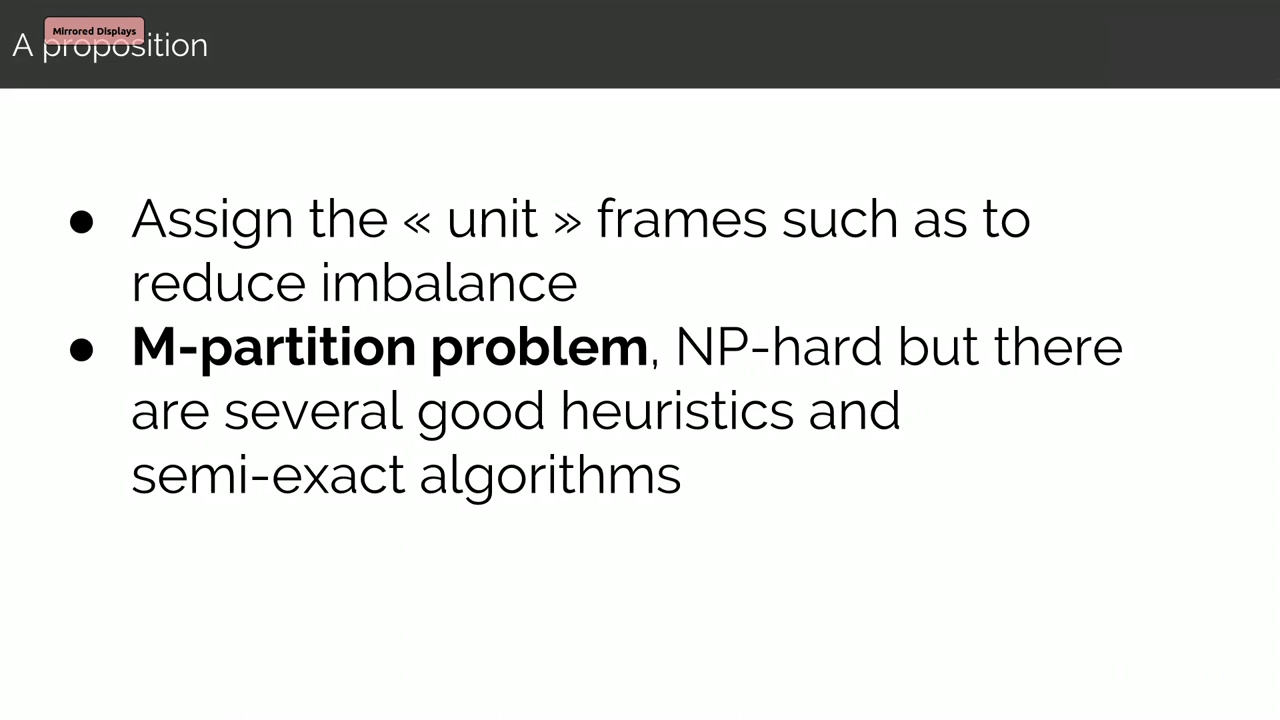 Mirrored Displays
A proposition
● Assign the « unit » frames such as to
reduce imbalance
● M-partition problem, NP-hard but there
are several good heuristics and
semi-exact algorithms